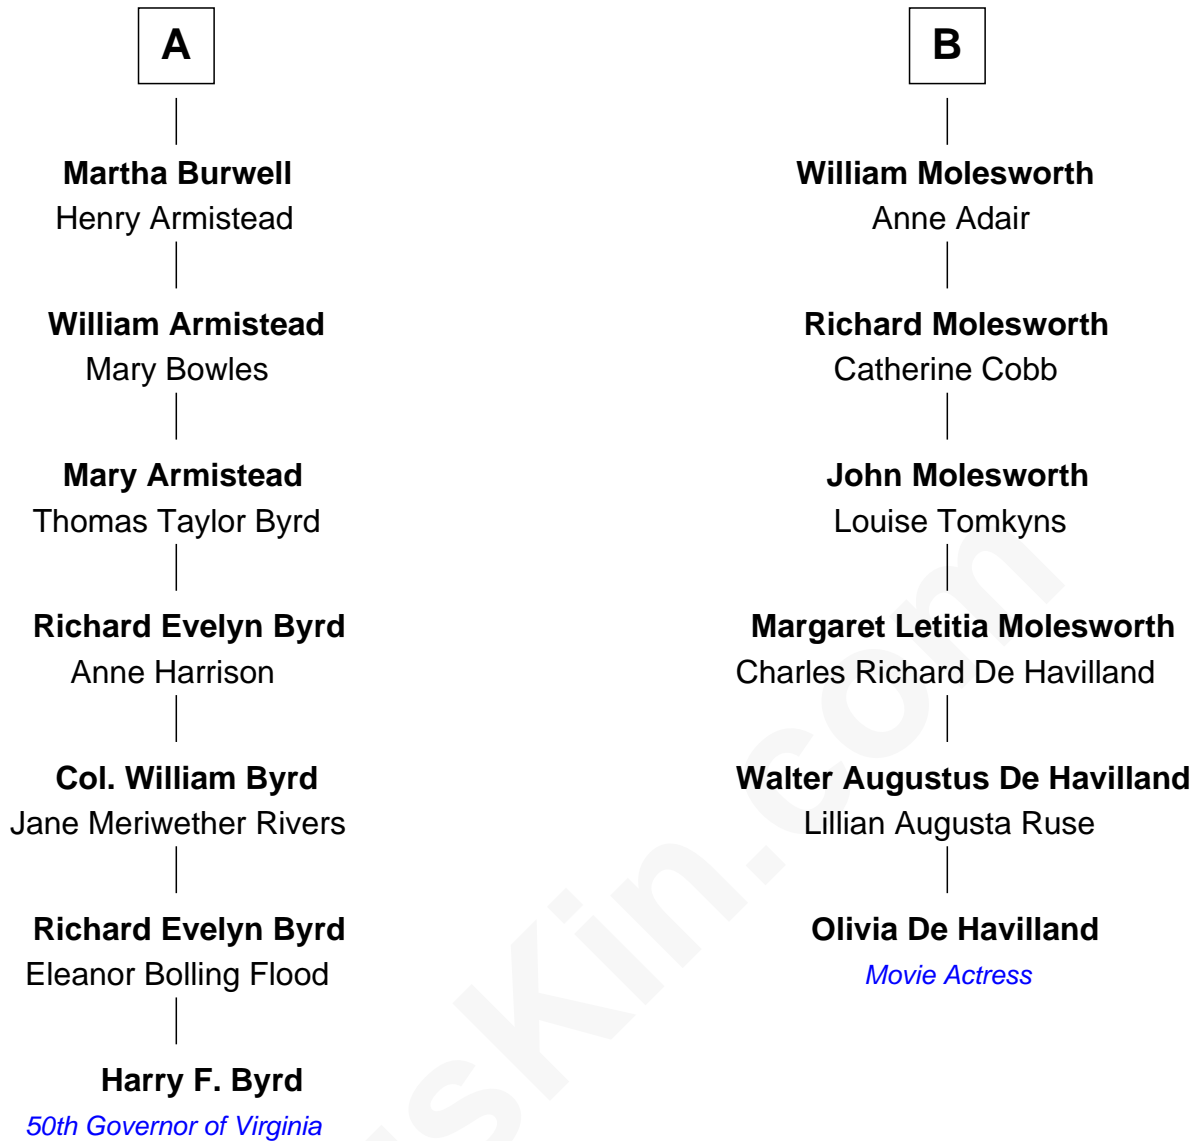 A
Martha Burwell
Henry Armistead
William Armistead
Mary Bowles
Mary Armistead
Thomas Taylor Byrd
Richard Evelyn Byrd
Anne Harrison
Col. William Byrd
Jane Meriwether Rivers
Richard Evelyn Byrd
Eleanor Bolling Flood
Harry F. Byrd
50th Governor of Virginia
B
William Molesworth
Anne Adair
Richard Molesworth
Catherine Cobb
John Molesworth
Louise Tomkyns
Margaret Letitia Molesworth
Charles Richard De Havilland
Walter Augustus De Havilland
Lillian Augusta Ruse
Olivia De Havilland
Movie Actress
sKin.com